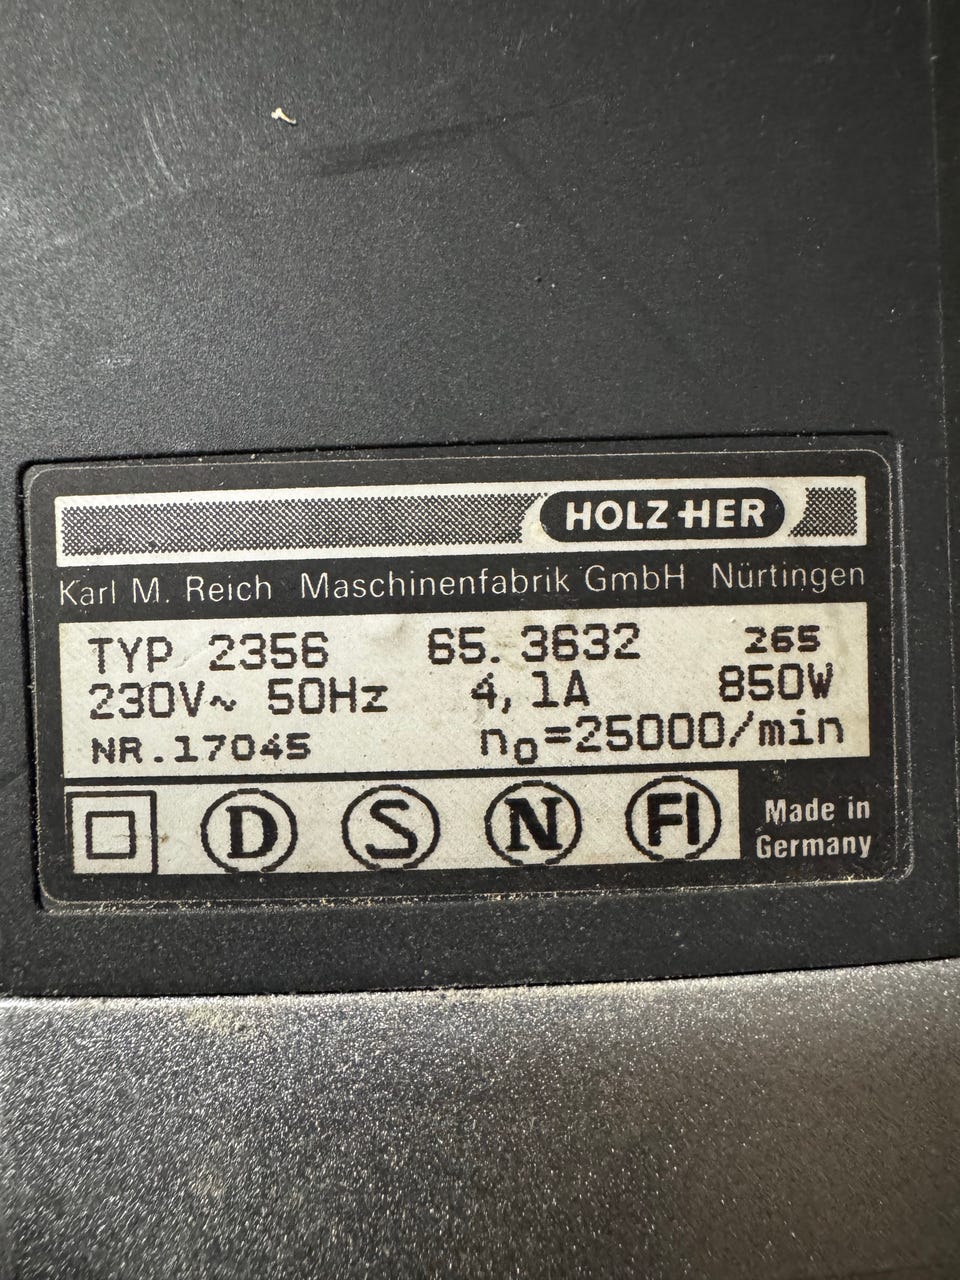 HOLZ-HER
Karl M. Reich Maschinenfabrik GmbH Nürtingen
TYP 2356 65.3632 265
230V~ 50Hz 4,1A 850W
NR.17045 n₀=25000/min
D S N FI Made in
Germany